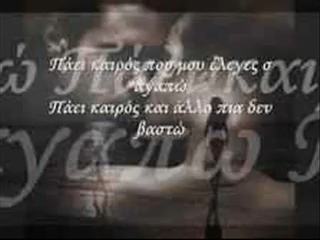 Πάει καιρός που μου έλεγες σ
αγαπώ
Πάει καιρός και άλλο πια δεν
βαστώ